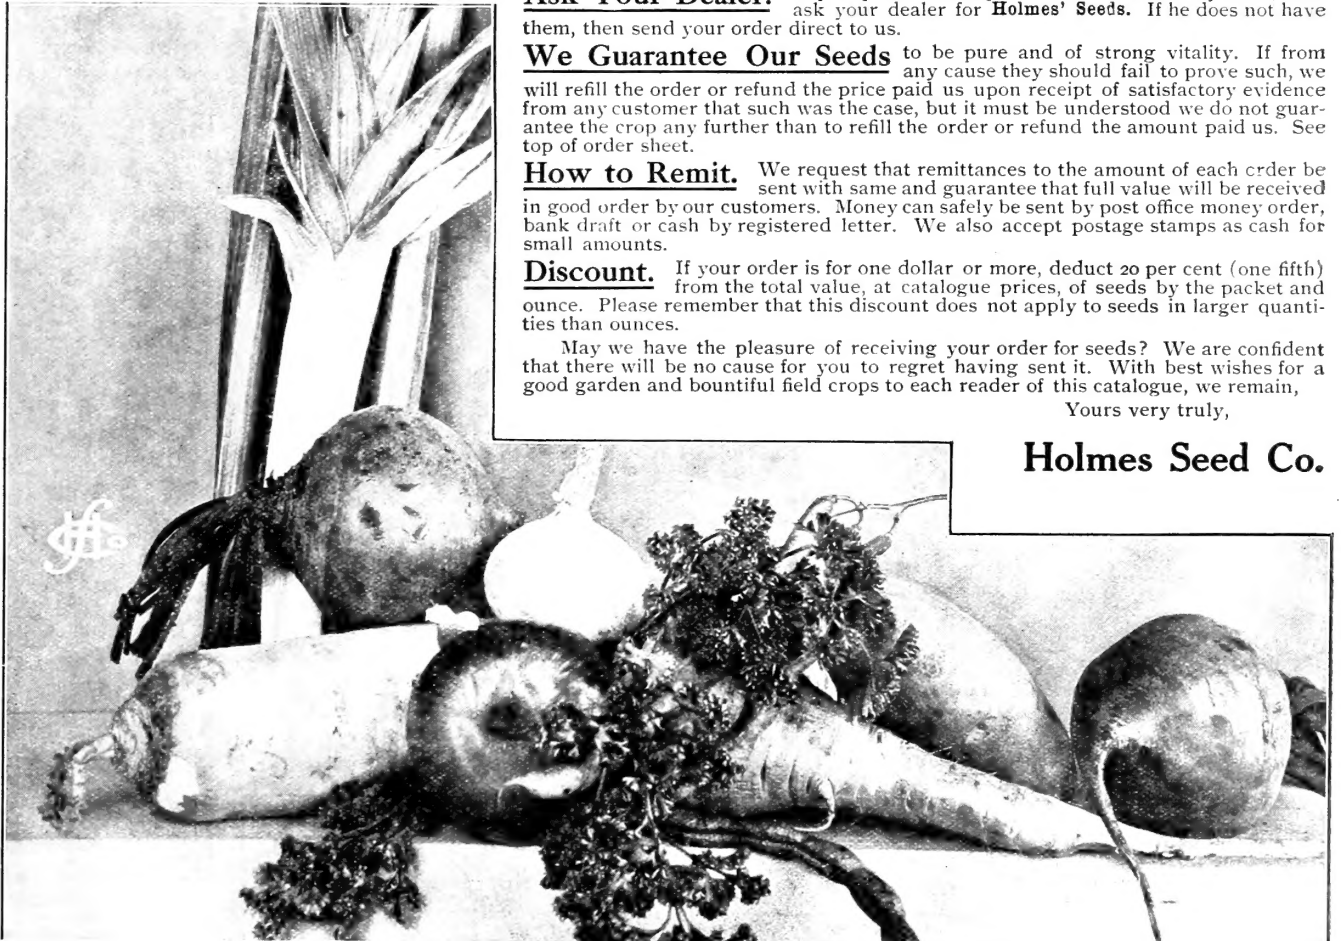 Ask Your Dealer.
ask your dealer for Holmes' Seeds. If he does not have
them, then send your order direct to us.
We Guarantee Our Seeds to be pure and of strong vitality. If from
any cause they should fail to prove such, we
will refill the order or refund the price paid us upon receipt of satisfactory evidence
from any customer that such was the case, but it must be understood we do not guar-
antee the crop any further than to refill the order or refund the amount paid us. See
top of order sheet.
How to Remit. We request that remittances to the amount of each order be
sent with same and guarantee that full value will be received
in good order by our customers. Money can safely be sent by post office money order,
bank draft or cash by registered letter. We also accept postage stamps as cash for
small amounts.
Discount. If your order is for one dollar or more, deduct 20 per cent (one fifth)
from the total value, at catalogue prices, of seeds by the packet and
ounce. Please remember that this discount does not apply to seeds in larger quanti-
ties than ounces.
May we have the pleasure of receiving your order for seeds? We are confident
that there will be no cause for you to regret having sent it. With best wishes for a
good garden and bountiful field crops to each reader of this catalogue, we remain,
Yours very truly,
Holmes Seed Co.